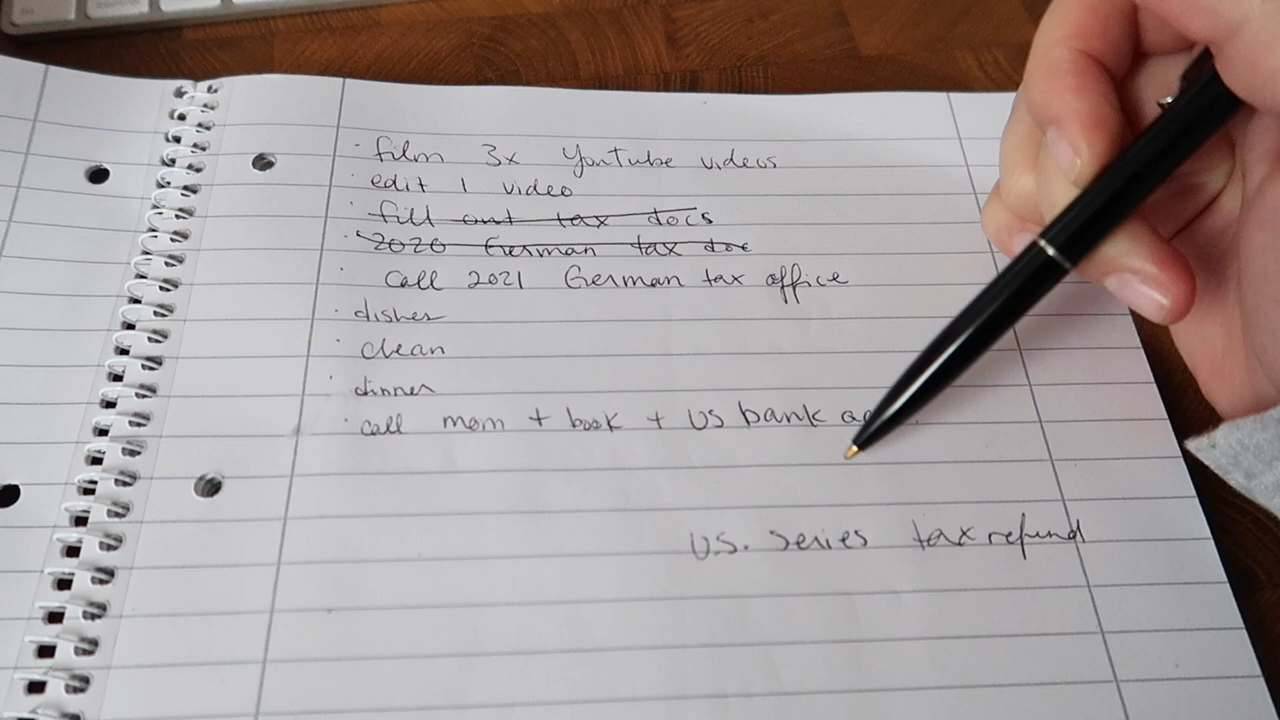 · film 3x Youtube videos
· edit 1 video
· fill out tax docs
· 2020 German tax doc
· Call 2021 German tax office
· dishes
· clean
· dinner
· call mom + book + US bank
U.S. series tax refund